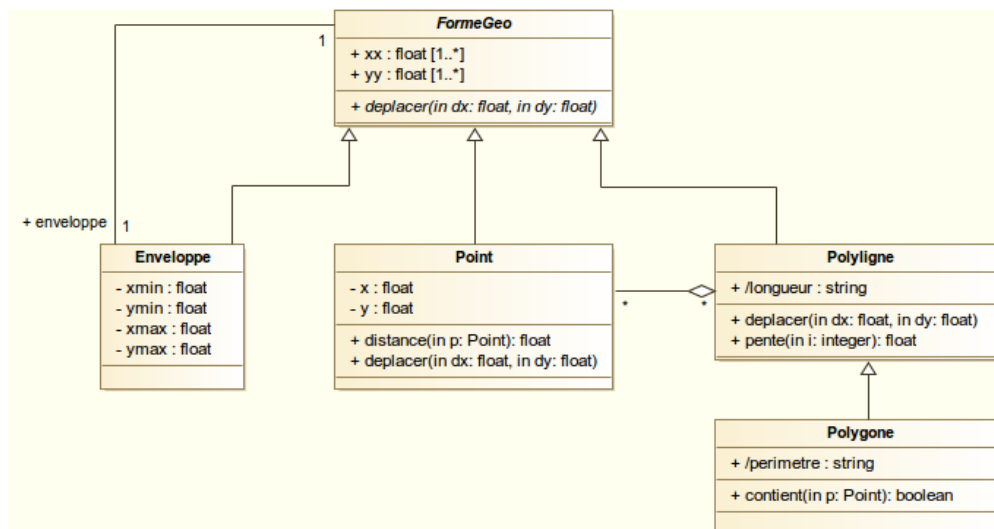 FormeGeo
+ xx : float [1..*]
+ yy : float [1..*]
+ deplacer(in dx: float, in dy: float)
1
+ enveloppe
1
Enveloppe
- xmin : float
- ymin : float
- xmax : float
- ymax : float
Point
- x : float
- y : float
+ distance(in p: Point): float
+ deplacer(in dx: float, in dy: float)
*
*
Polyligne
+ /longueur : string
+ deplacer(in dx: float, in dy: float)
+ pente(in i: integer): float
Polygone
+ /perimetre : string
+ contient(in p: Point): boolean